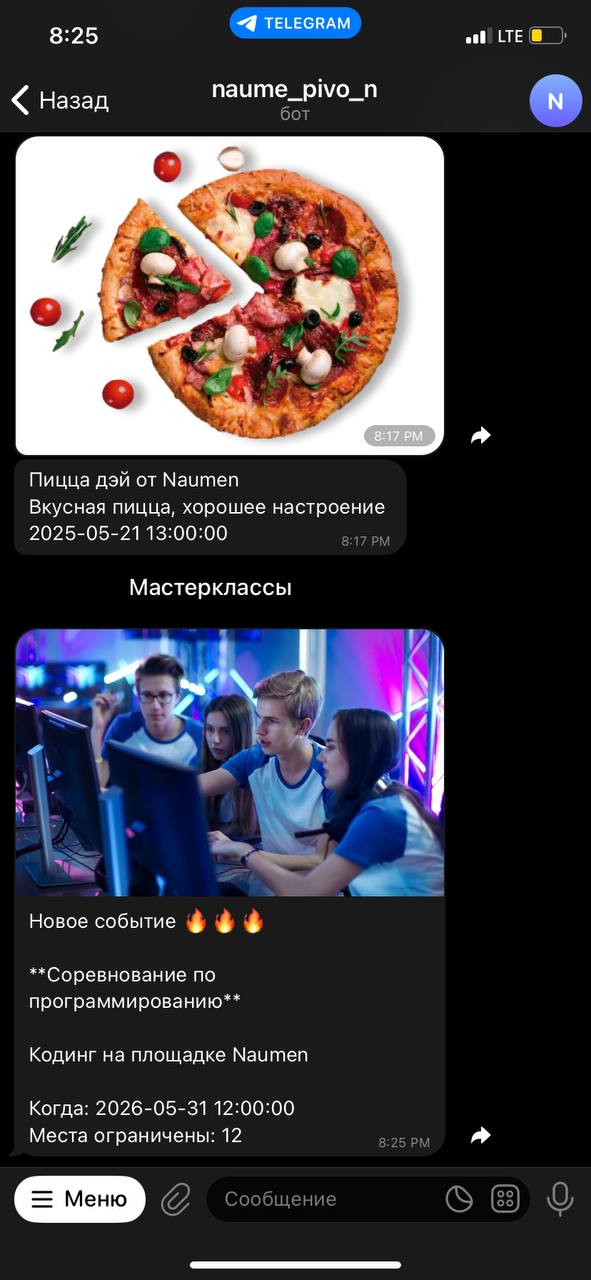 8:25
TELEGRAM
LTE
Назад
naume_pivo_n
бот
N
8:17 PM
Пицца дэй от Naumen
Вкусная пицца, хорошее настроение
2025-05-21 13:00:00
8:17 PM
Мастерклассы
Новое событие 🔥🔥🔥
**Соревнование по
программированию**
Кодинг на площадке Naumen
Когда: 2026-05-31 12:00:00
Места ограничены: 12
8:25 PM
Меню
Сообщение